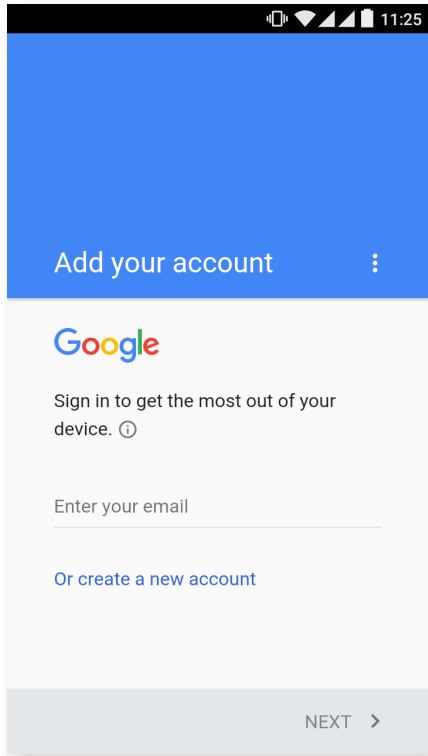 11:25
Add your account
Google
Sign in to get the most out of your
device.
Enter your email
Or create a new account
NEXT